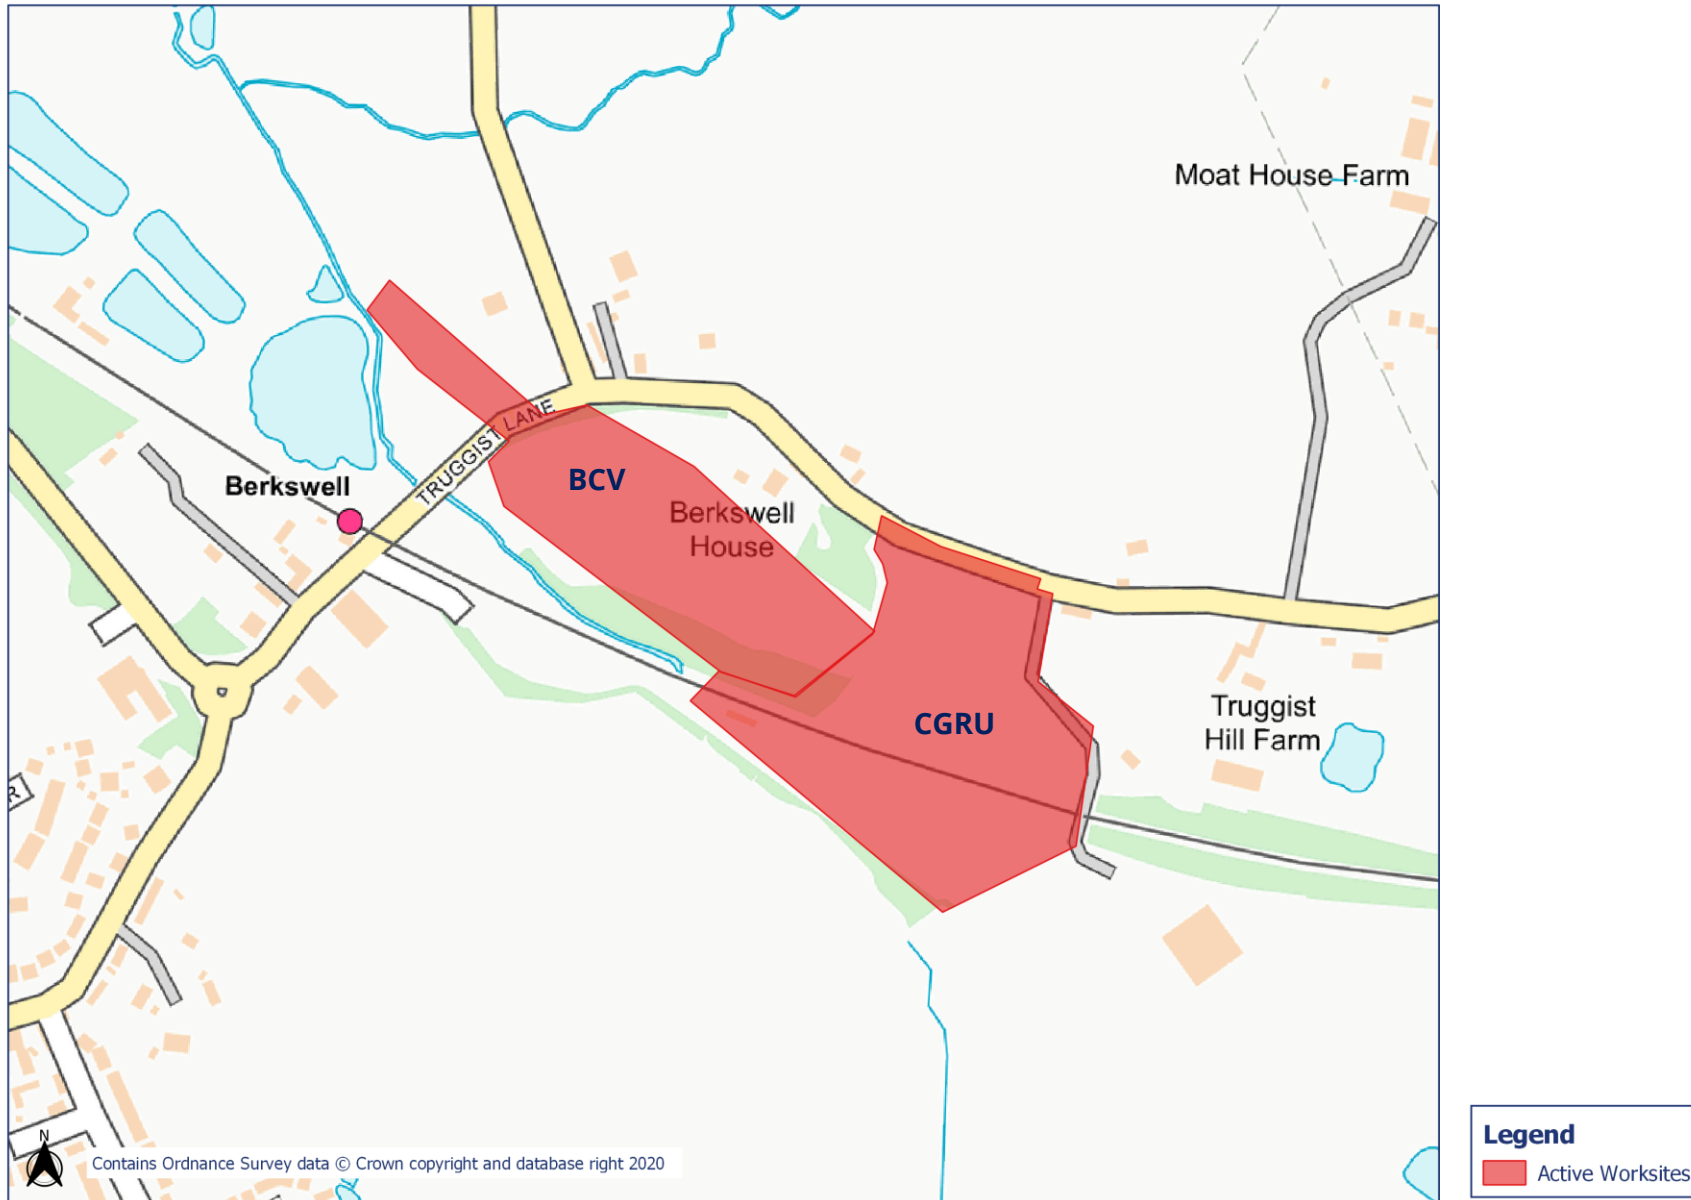 Moat House Farm
TRUGGIST LANE
BCV
Berkswell
Berkswell
House
CGRU
Truggist
Hill Farm
R
N
Contains Ordnance Survey data © Crown copyright and database right 2020
Legend
Active Worksites